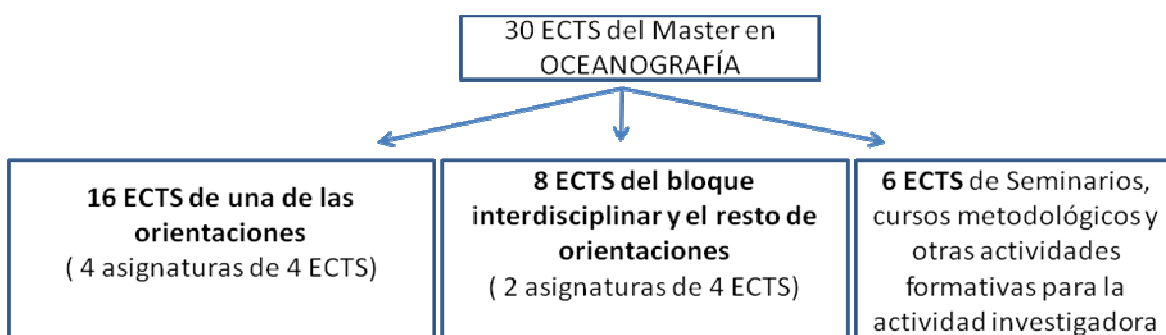 30 ECTS del Master en
OCEANOGRAFÍA
16 ECTS de una de las
orientaciones
( 4 asignaturas de 4 ECTS)
8 ECTS del bloque
interdisciplinar y el resto de
orientaciones
( 2 asignaturas de 4 ECTS)
6 ECTS de Seminarios,
cursos metodológicos y
otras actividades
formativas para la
actividad investigadora